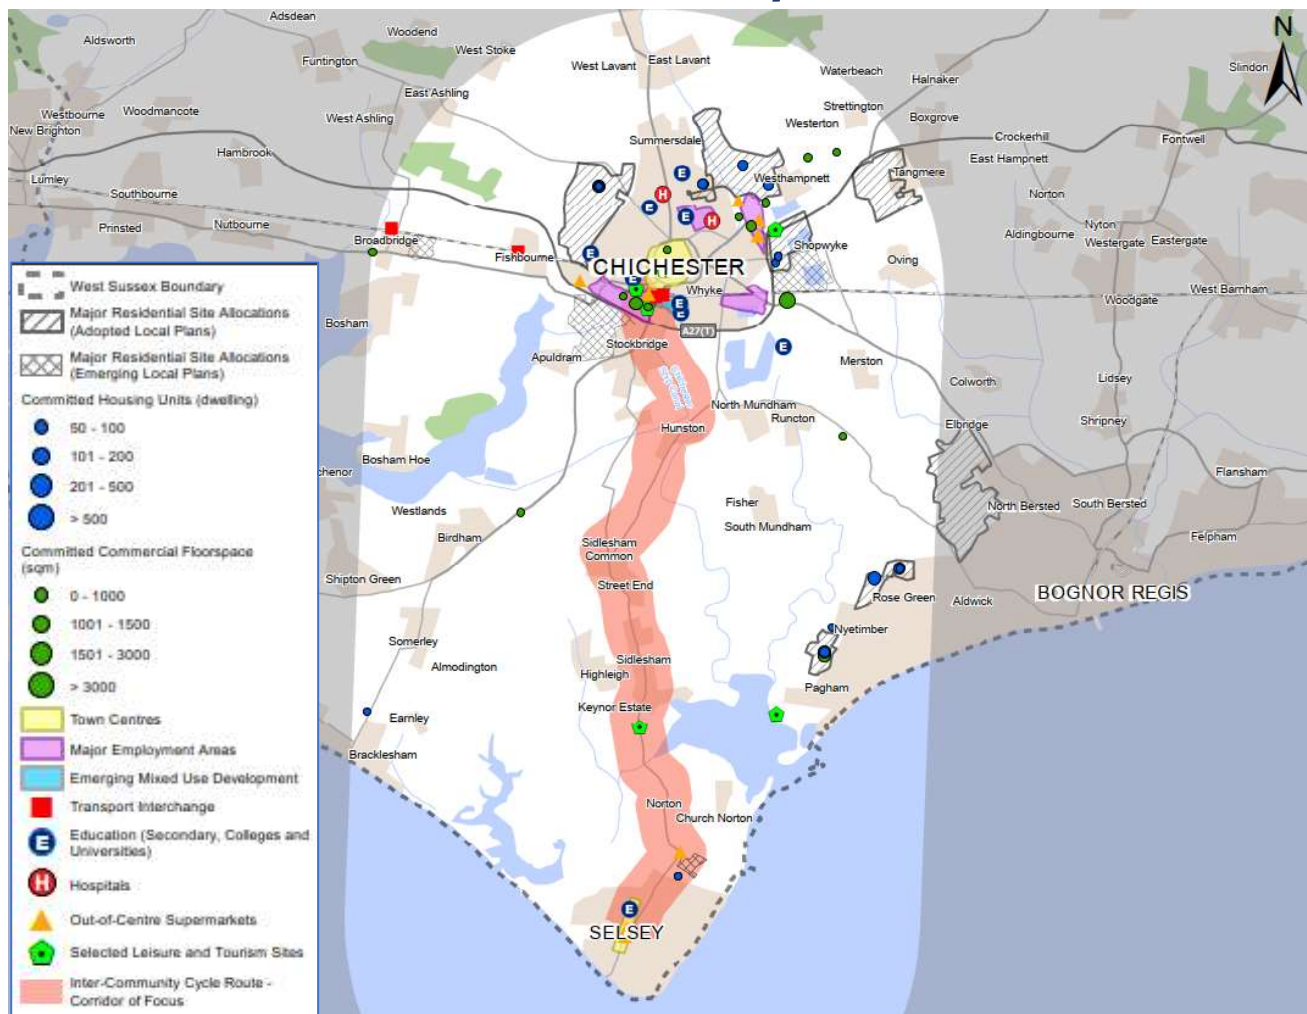 Adsdean
Woodend
Aldsworth
West Stoke
East Lavant
N
Funtington
West Lavant
Waterbeach
Halnaker
Slindon
East Ashling
Strettington
Westbourne
Woodmancote
West Ashling
Westerton
Boxgrove
New Brighton
Summersdale
Crockerhill
Fontwell
Hambrook
East Hampnett
Lumley
Westhampnett
Tangmere
Southbourne
Norton
Prinsted
Nutbourne
Broadbridge
Aldingbourne
Nyton
Westergate
Eastergate
Shopwyke
Fishbourne
Oving
CHICHESTER
Whyke
West Barnham
Woodgate
Bosham
A27(T)
Stockbridge
Apuldram
Merston
Colworth
Lidsey
Chichester
Ship Canal
North Mundham
Runcton
Elbridge
Shripney
Hunston
Bosham Hoe
chenor
Flansham
Westlands
Fisher
North Bersted
South Bersted
South Mundham
Birdham
Felpham
Sidlesham
Common
Shipton Green
Street End
Rose Green
Aldwick
BOGNOR REGIS
Nyetimber
Somerley
Almodington
Sidlesham
Highleigh
Pagham
Keynor Estate
Earnley
Bracklesham
Norton
Church Norton
SELSEY
West Sussex Boundary
Major Residential Site Allocations
(Adopted Local Plans)
Major Residential Site Allocations
(Emerging Local Plans)
Committed Housing Units (dwelling)
50 - 100
101 - 200
201 - 500
> 500
Committed Commercial Floorspace
(sqm)
0 - 1000
1001 - 1500
1501 - 3000
> 3000
Town Centres
Major Employment Areas
Emerging Mixed Use Development
Transport Interchange
E
Education (Secondary, Colleges and
Universities)
H
Hospitals
Out-of-Centre Supermarkets
Selected Leisure and Tourism Sites
Inter-Community Cycle Route -
Corridor of Focus